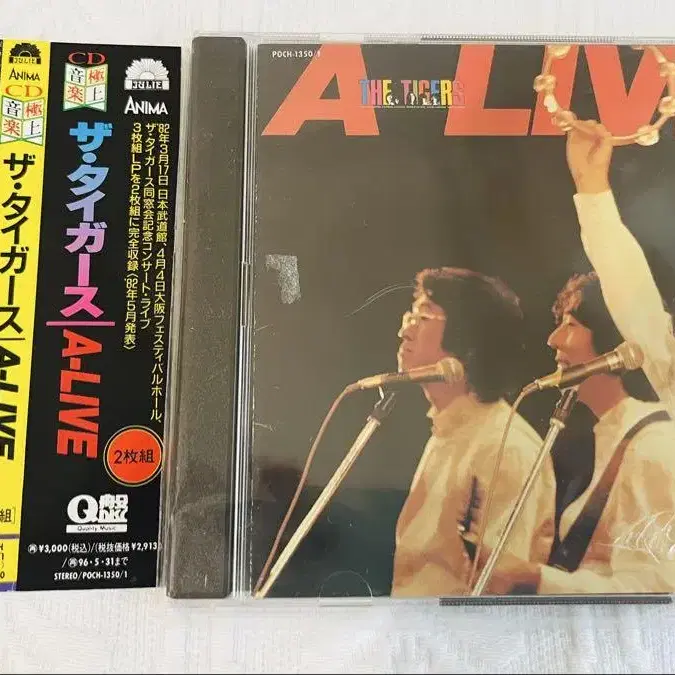 ANIMA
CD
極上
音楽
ザ・タイガース
A-LIVE
組]
CD
極上
音楽
ANIMA
ザ・タイガース
A-LIVE
'82年3月17日 日本武道館、4月4日大阪フェスティバルホール、
ザ・タイガース同窓会記念コンサート・ライブ
3枚組LPを2枚組に完全収録('82年5月発表)
2枚組
Quality Music
¥3,000(税込)/(税抜価格¥2,913)
/再96・5・31まで
STEREO/POCH-1350/1
POCH-1350/1
A-LIV
THE TIGERS